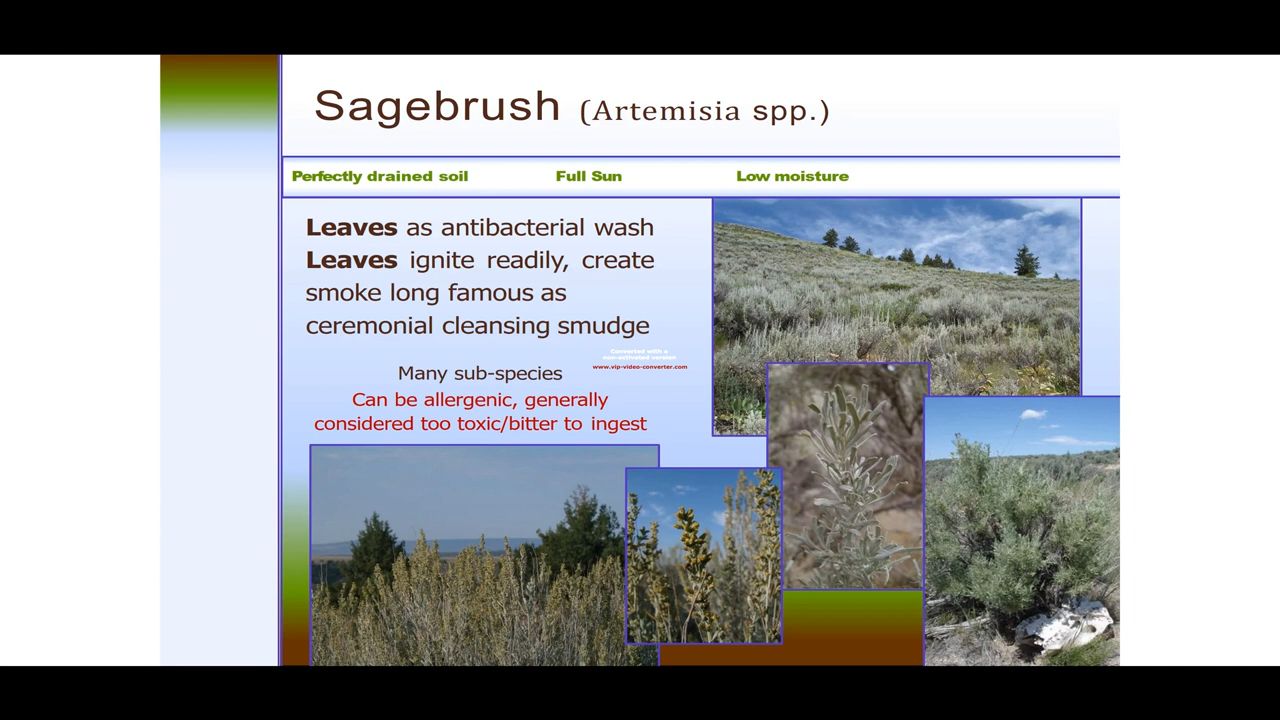 Sagebrush (Artemisia spp.)
Perfectly drained soil Full Sun Low moisture
Leaves as antibacterial wash
Leaves ignite readily, create
smoke long famous as
ceremonial cleansing smudge
Converted with a
non-activated version
www.vip-video-converter.com
Many sub-species
Can be allergenic, generally
considered too toxic/bitter to ingest